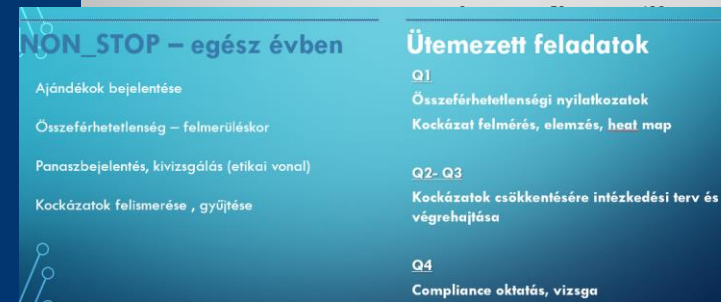 NON_STOP – egész évben
Ajándékok bejelentése
Összeférhetetlenség – felmerüléskor
Panaszbejelentés, kivizsgálás (etikai vonal)
Kockázatok felismerése , gyűjtése
Ütemezett feladatok
Q1
Összeférhetetlenségi nyilatkozatok
Kockázat felmérés, elemzés, heat map
Q2- Q3
Kockázatok csökkentésére intézkedési terv és
végrehajtása
Q4
Compliance oktatás, vizsga